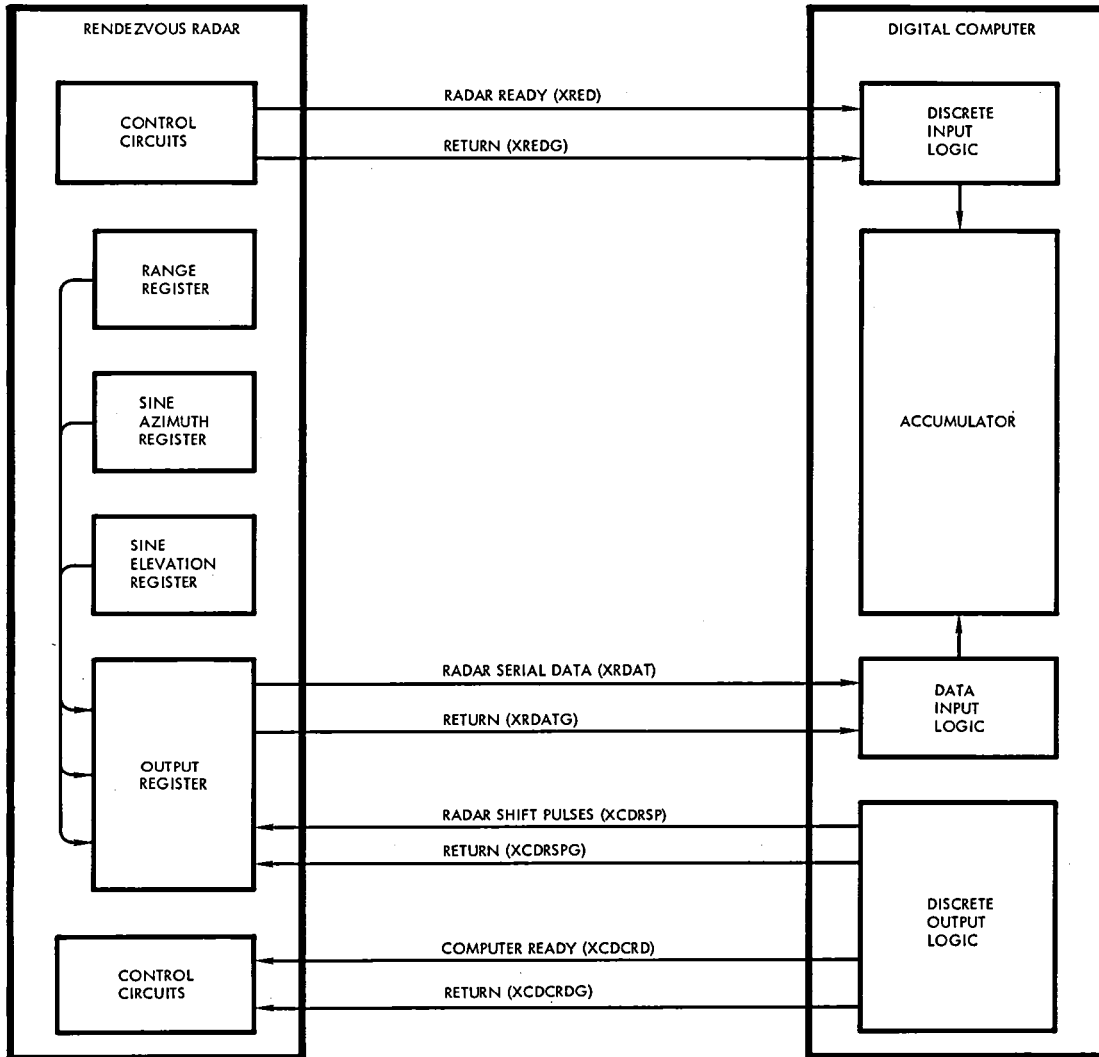 RENDEZVOUS RADAR
DIGITAL COMPUTER
CONTROL
CIRCUITS
RADAR READY (XRED)
RETURN (XREDG)
DISCRETE
INPUT
LOGIC
RANGE
REGISTER
SINE
AZIMUTH
REGISTER
SINE
ELEVATION
REGISTER
ACCUMULATOR
OUTPUT
REGISTER
RADAR SERIAL DATA (XRDAT)
RETURN (XRDATG)
DATA
INPUT
LOGIC
RADAR SHIFT PULSES (XCDRSP)
RETURN (XCDRSPG)
DISCRETE
OUTPUT
LOGIC
CONTROL
CIRCUITS
COMPUTER READY (XCDCRD)
RETURN (XCDCRDG)